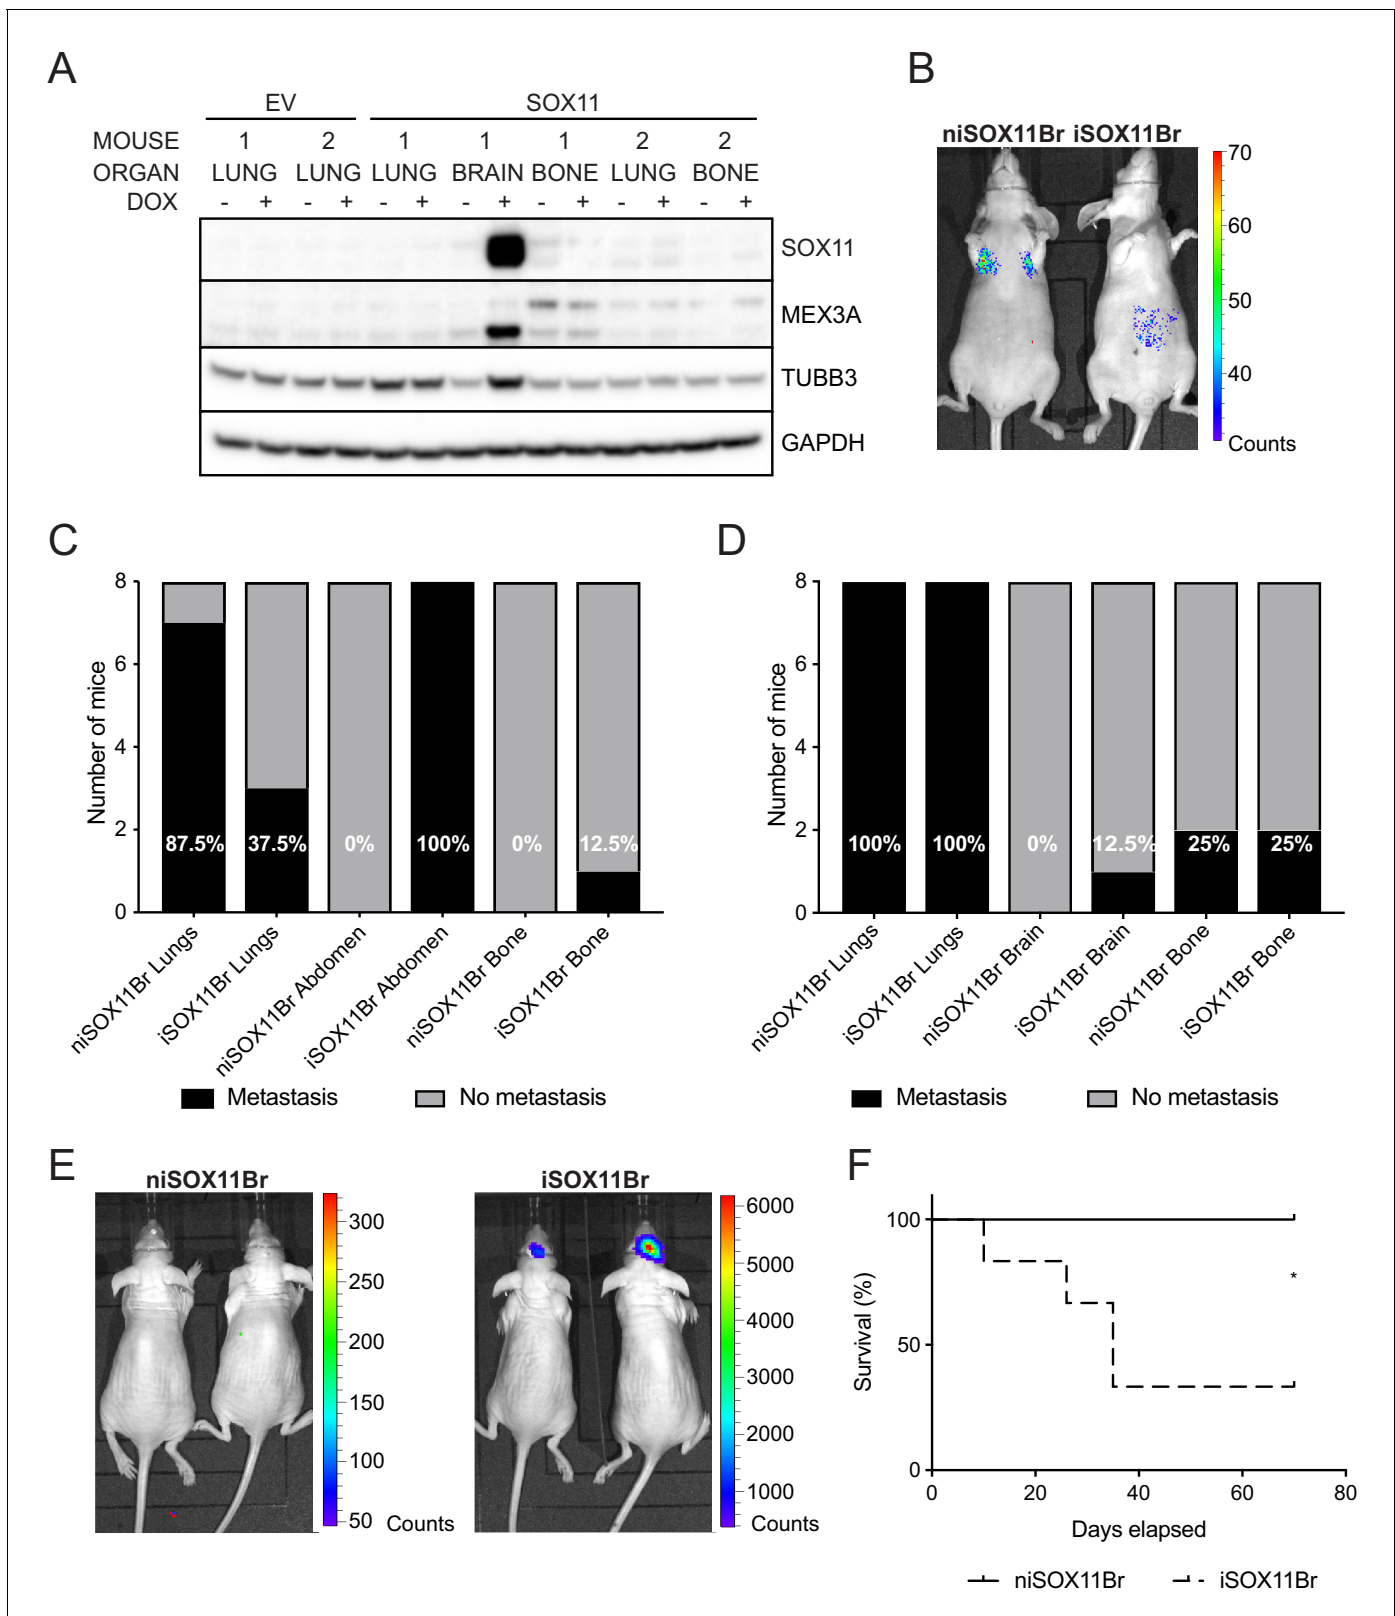 A
EV SOX11
MOUSE 1 2 1 1 1 2 2
ORGAN LUNG LUNG LUNG BRAIN BONE LUNG BONE
DOX - + - + - + - + - + - + - +
SOX11
MEX3A
TUBB3
GAPDH
B
niSOX11Br iSOX11Br
70
60
50
40
Counts
C
Number of mice
8
6
4
2
0
87.5% 37.5% 0% 100% 0% 12.5%
niSOX11Br Lungs
iSOX11Br Lungs
niSOX11Br Abdomen
iSOX11Br Abdomen
niSOX11Br Bone
iSOX11Br Bone
Metastasis No metastasis
D
Number of mice
8
6
4
2
0
100% 100% 0% 12.5% 25% 25%
niSOX11Br Lungs
iSOX11Br Lungs
niSOX11Br Brain
iSOX11Br Brain
niSOX11Br Bone
iSOX11Br Bone
Metastasis No metastasis
E
niSOX11Br
300
250
200
150
100
50 Counts
iSOX11Br
6000
5000
4000
3000
2000
1000
Counts
F
Survival (%)
100
50
0
*
0 20 40 60 80
Days elapsed
niSOX11Br iSOX11Br